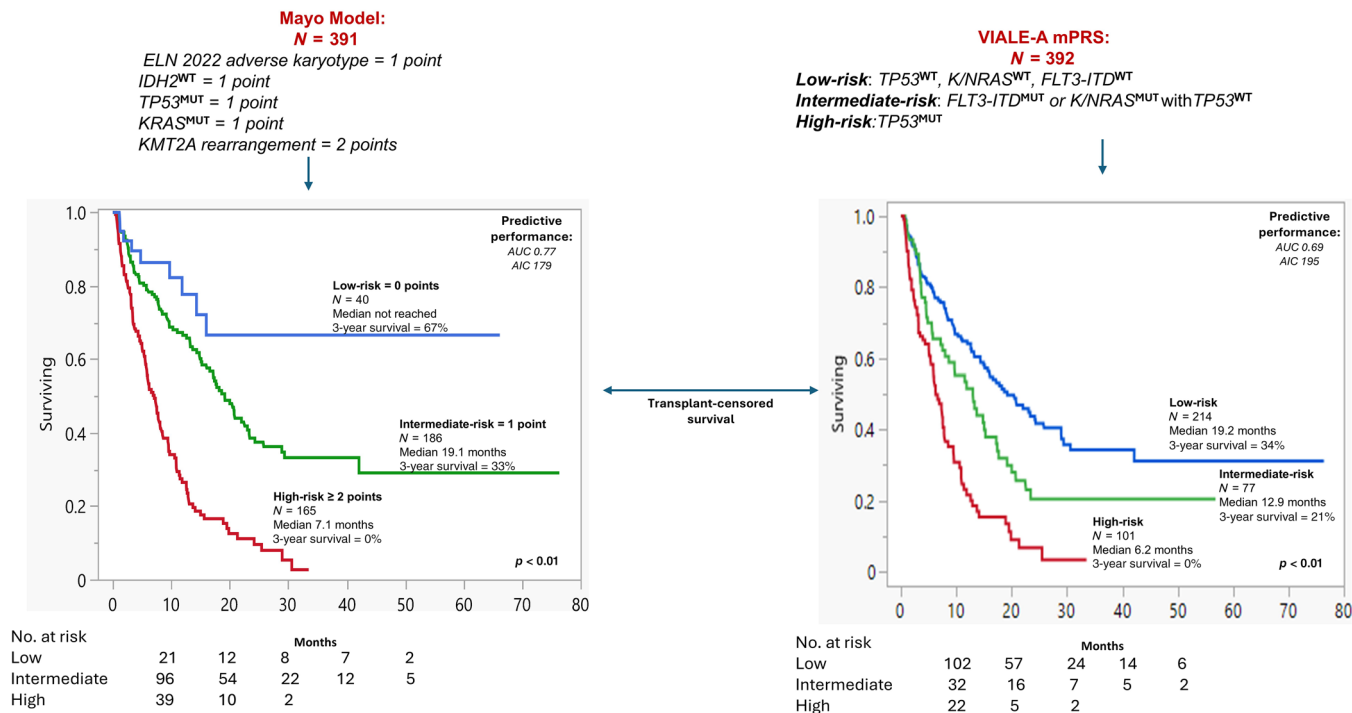 Mayo Model:
N = 391
ELN 2022 adverse karyotype = 1 point
IDH2WT = 1 point
TP53MUT = 1 point
KRASMUT = 1 point
KMT2A rearrangement = 2 points
1.0
0.8
0.6
0.4
0.2
0
Surviving
Predictive
performance:
AUC 0.77
AIC 179
Low-risk = 0 points
N = 40
Median not reached
3-year survival = 67%
Intermediate-risk = 1 point
N = 186
Median 19.1 months
3-year survival = 33%
High-risk ≥ 2 points
N = 165
Median 7.1 months
3-year survival = 0%
p < 0.01
0 10 20 30 40 50 60 70 80
No. at risk
Months
Low 21 12 8 7 2
Intermediate 96 54 22 12 5
High 39 10 2
Transplant-censored
survival
VIALE-A mPRS:
N = 392
Low-risk: TP53WT, K/NRASWT, FLT3-ITDWT
Intermediate-risk: FLT3-ITDMUT or K/NRASMUT with TP53WT
High-risk:TP53MUT
1.0
0.8
0.6
0.4
0.2
0
Surviving
Predictive
performance:
AUC 0.69
AIC 195
Low-risk
N = 214
Median 19.2 months
3-year survival = 34%
Intermediate-risk
N = 77
Median 12.9 months
3-year survival = 21%
High-risk
N = 101
Median 6.2 months
3-year survival = 0%
p < 0.01
0 10 20 30 40 50 60 70 80
No. at risk
Months
Low 102 57 24 14 6
Intermediate 32 16 7 5 2
High 22 5 2